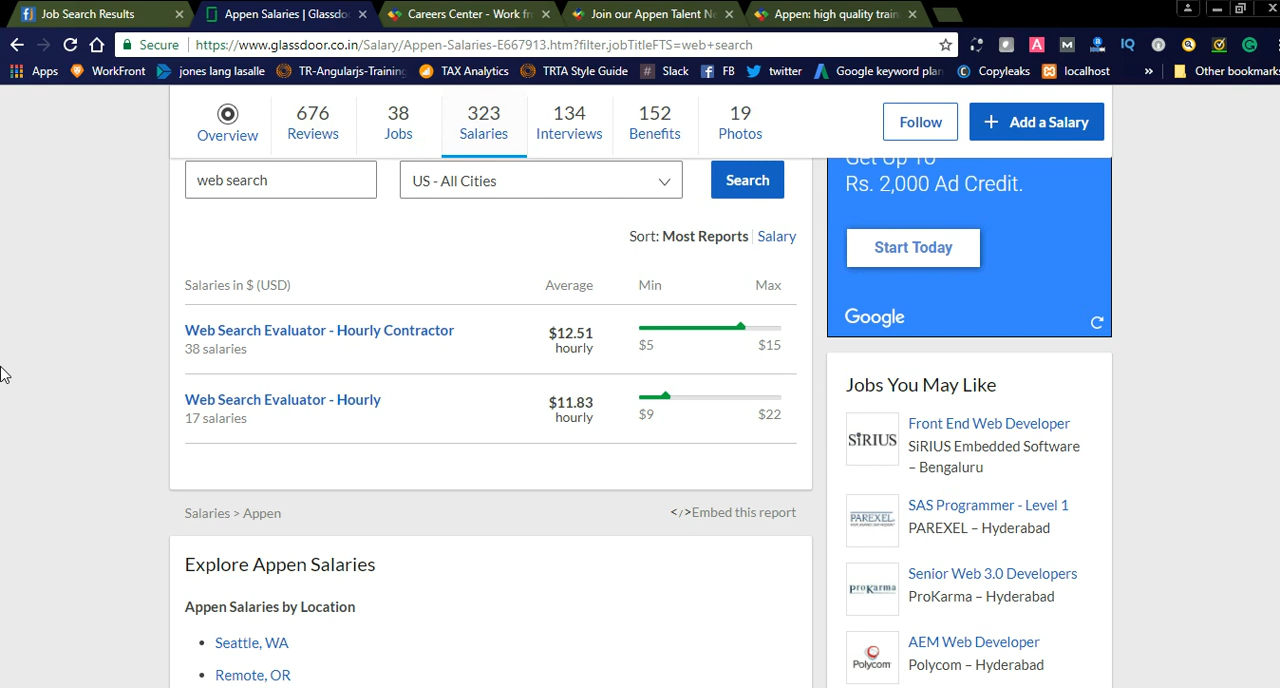 Job Search Results
Appen Salaries | Glassdo
Careers Center - Work fr
Join our Appen Talent Ne
Appen: high quality train
Secure
https://www.glassdoor.co.in/Salary/Appen-Salaries-E667913.htm?filter.jobTitleFTS=web+search
Apps
WorkFront
jones lang lasalle
TR-Angularjs-Training
TAX Analytics
TRTA Style Guide
Slack
FB
twitter
Google keyword plan
Copyleaks
localhost
»
Other bookmarks
Overview
676
Reviews
38
Jobs
323
Salaries
134
Interviews
152
Benefits
19
Photos
Follow
+ Add a Salary
web search
US - All Cities
Search
Get Up To
Rs. 2,000 Ad Credit.
Start Today
Google
Sort: Most Reports | Salary
Salaries in $ (USD)
Average
Min
Max
Web Search Evaluator - Hourly Contractor
38 salaries
$12.51
hourly
$5
$15
Web Search Evaluator - Hourly
17 salaries
$11.83
hourly
$9
$22
Salaries > Appen
</>Embed this report
Explore Appen Salaries
Appen Salaries by Location
• Seattle, WA
• Remote, OR
Jobs You May Like
SiRIUS
Front End Web Developer
SiRIUS Embedded Software
– Bengaluru
PAREXEL
SAS Programmer - Level 1
PAREXEL – Hyderabad
ProKarma
Senior Web 3.0 Developers
ProKarma – Hyderabad
Polycom
AEM Web Developer
Polycom – Hyderabad